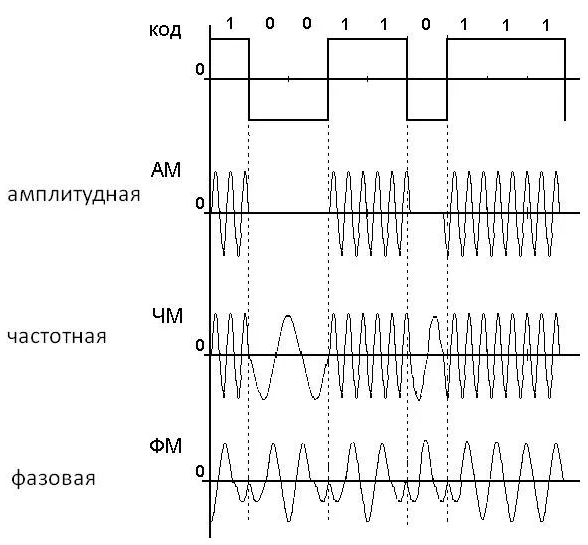 код 1 0 0 1 1 0 1 1 1
0
АМ
амплитудная
0
ЧМ
частотная
0
ФМ
0
фазовая